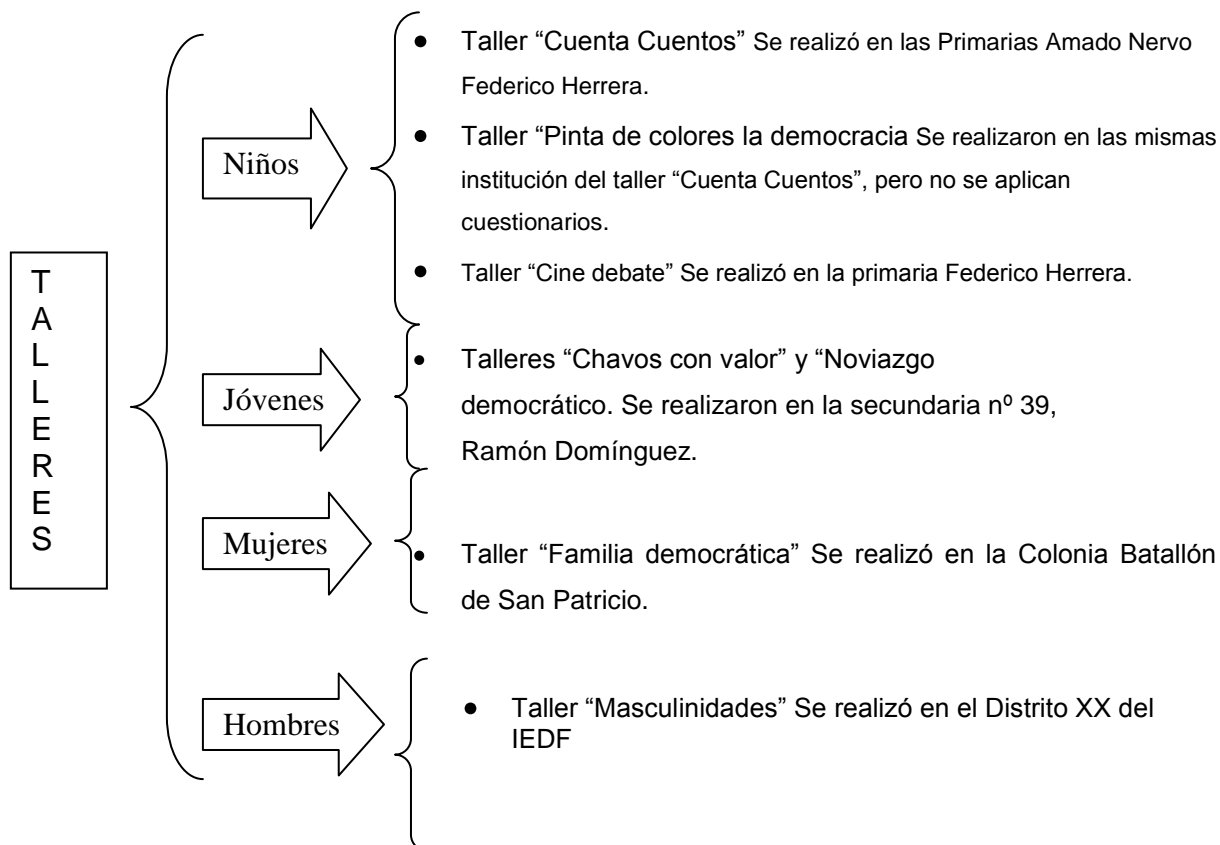 TALLERES
Niños
• Taller “Cuenta Cuentos” Se realizó en las Primarias Amado Nervo
Federico Herrera.
• Taller “Pinta de colores la democracia Se realizaron en las mismas
institución del taller “Cuenta Cuentos”, pero no se aplican
cuestionarios.
• Taller “Cine debate” Se realizó en la primaria Federico Herrera.
Jóvenes
• Talleres “Chavos con valor” y “Noviazgo
democrático. Se realizaron en la secundaria nº 39,
Ramón Domínguez.
Mujeres
• Taller “Familia democrática” Se realizó en la Colonia Batallón
de San Patricio.
Hombres
• Taller “Masculinidades” Se realizó en el Distrito XX del
IEDF